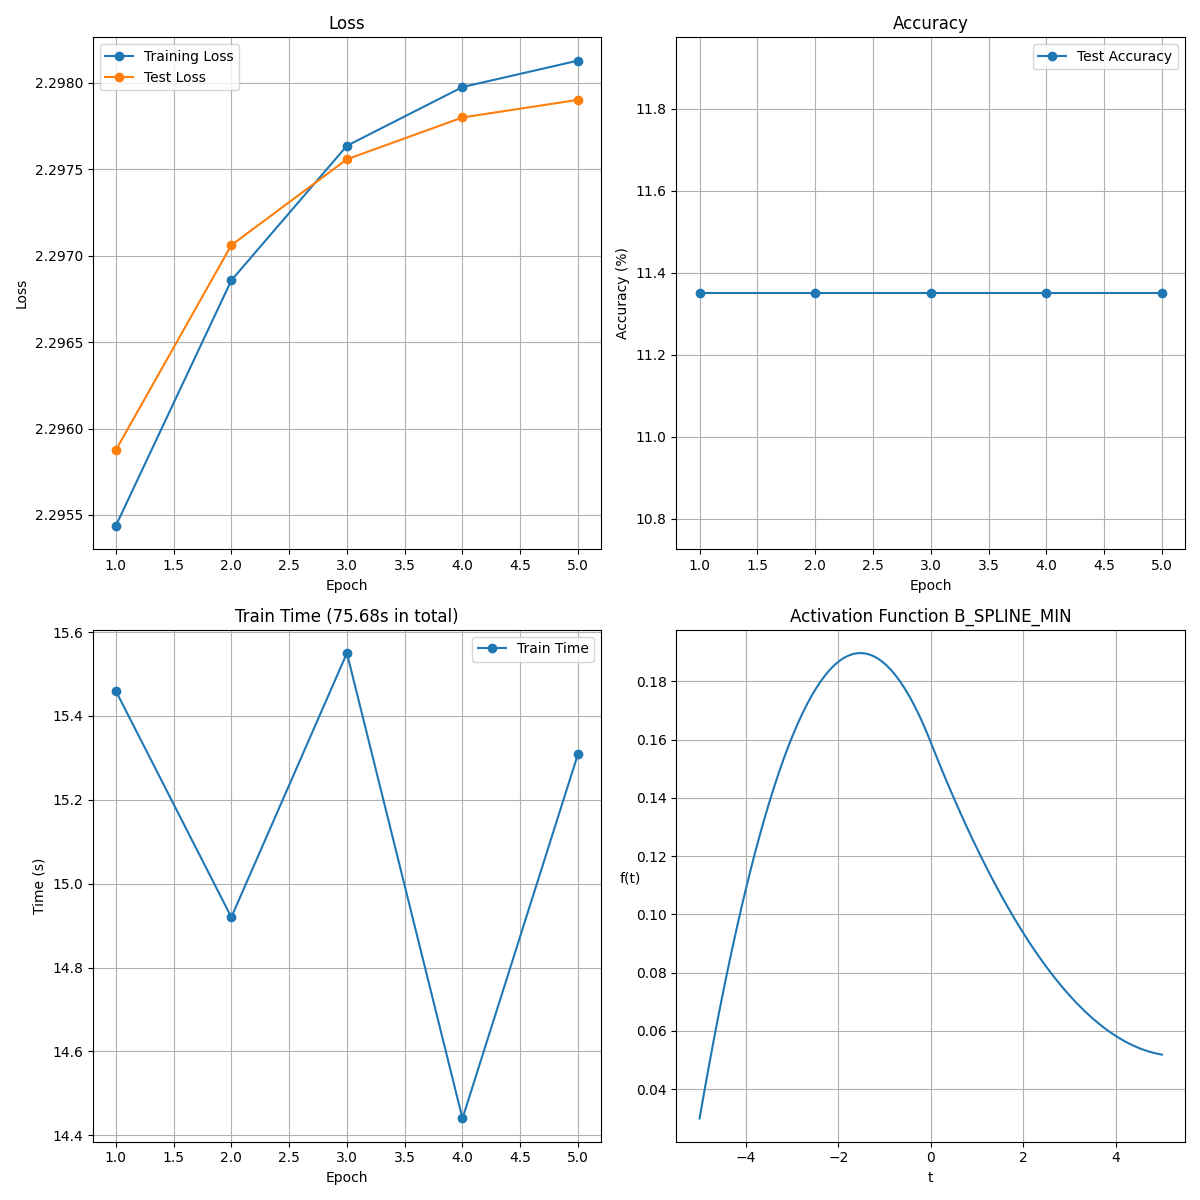 Loss
Training Loss
Test Loss
2.2980
2.2975
2.2970
2.2965
2.2960
2.2955
Loss
1.0 1.5 2.0 2.5 3.0 3.5 4.0 4.5 5.0
Epoch
Accuracy
Test Accuracy
11.8
11.6
11.4
11.2
11.0
10.8
Accuracy (%)
1.0 1.5 2.0 2.5 3.0 3.5 4.0 4.5 5.0
Epoch
Train Time (75.68s in total)
Train Time
15.6
15.4
15.2
15.0
14.8
14.6
14.4
Time (s)
1.0 1.5 2.0 2.5 3.0 3.5 4.0 4.5 5.0
Epoch
Activation Function B_SPLINE_MIN
0.18
0.16
0.14
0.12
0.10
0.08
0.06
0.04
f(t)
−4 −2 0 2 4
t